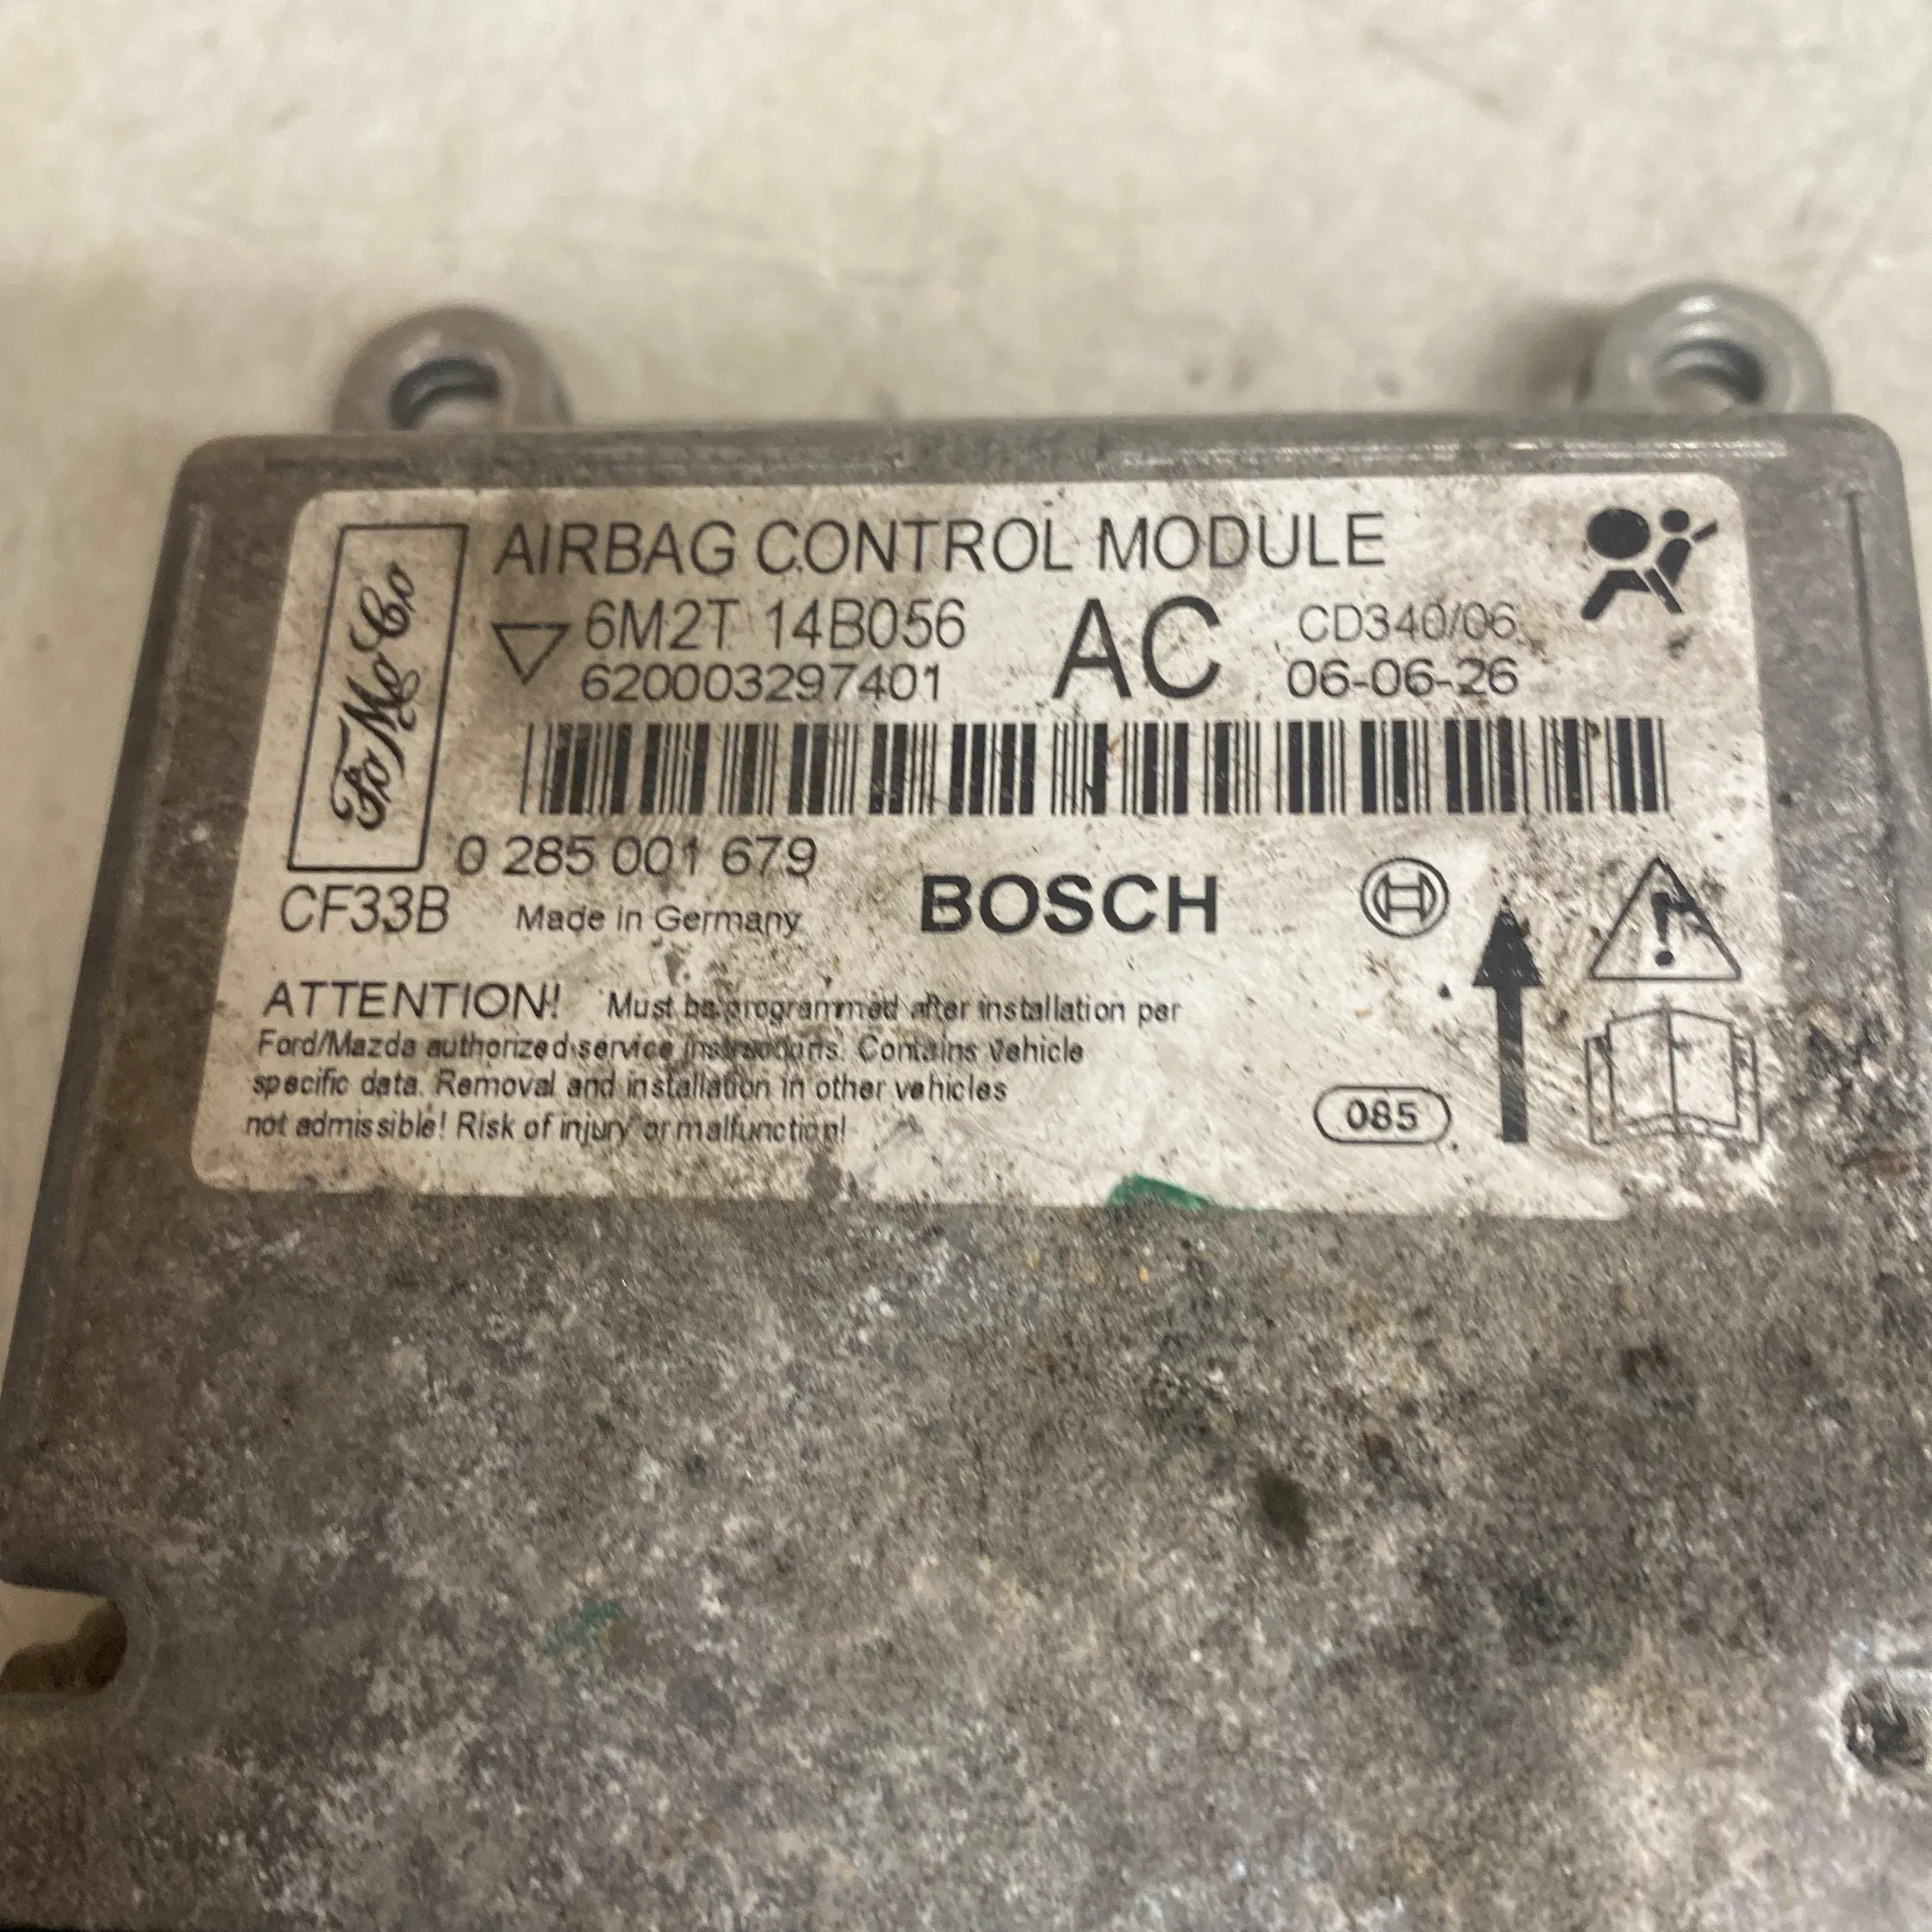 FoMoCo
AIRBAG CONTROL MODULE
6M2T 14B056 AC CD340/06
620003297401 06-06-26
0 285 001 679
CF33B Made in Germany BOSCH
ATTENTION! Must be programmed after installation per
Ford/Mazda authorized service instructions. Contains vehicle
specific data. Removal and installation in other vehicles
not admissible! Risk of injury or malfunction!
085